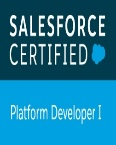 SALESFORCE
CERTIFIED
Platform Developer I